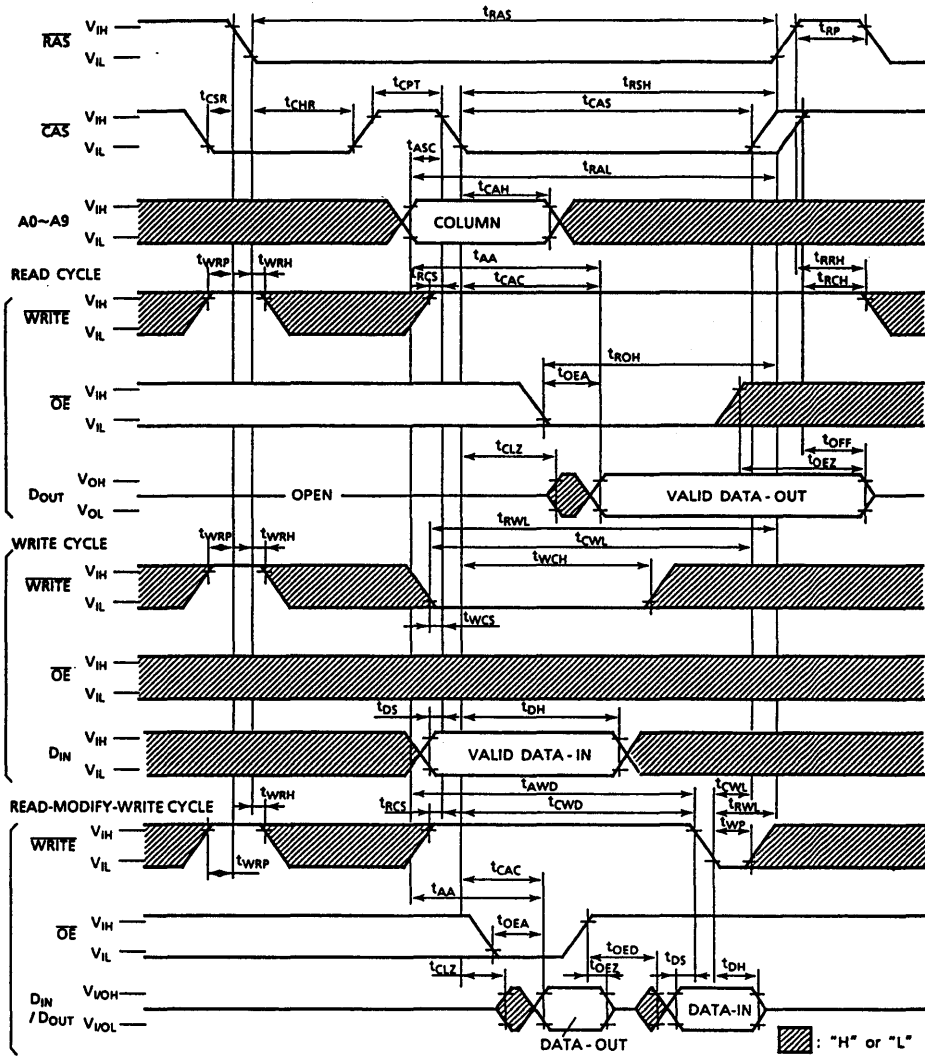 tRAS
tRP
RAS
VIH
VIL
tCSR
tCHR
tCPT
tRSH
tCAS
CAS
VIH
VIL
tASC
tRAL
tCAH
A0~A9
VIH
VIL
COLUMN
tAA
READ CYCLE
tWRP
tWRH
tRCS
tCAC
tRRH
tRCH
WRITE
VIH
VIL
tROH
tOEA
OE
VIH
VIL
tCLZ
tOFF
tOEZ
DOUT
VOH
VOL
OPEN
VALID DATA-OUT
tRWL
WRITE CYCLE
tWRP
tWRH
tCWL
tWCH
WRITE
VIH
VIL
tWCS
OE
VIH
VIL
tDS
tDH
DIN
VIH
VIL
VALID DATA-IN
tAWD
tCWL
READ-MODIFY-WRITE CYCLE
tWRH
tRCS
tCWD
tRWL
tWP
WRITE
VIH
VIL
tWRP
tCAC
tAA
OE
VIH
VIL
tOEA
tOED
tCLZ
tOEZ
tDS
tDH
DIN
/DOUT
VI/OH
VI/OL
DATA-IN
DATA-OUT
: "H" or "L"